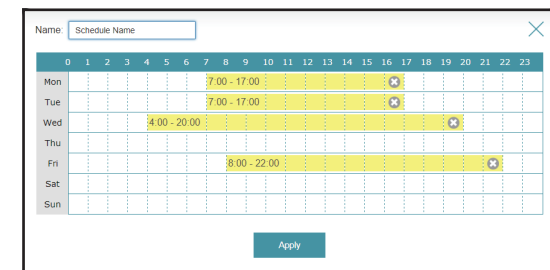 Name: Schedule Name
0 1 2 3 4 5 6 7 8 9 10 11 12 13 14 15 16 17 18 19 20 21 22 23
Mon 7:00 - 17:00
Tue 7:00 - 17:00
Wed 4:00 - 20:00
Thu
Fri 8:00 - 22:00
Sat
Sun
Apply